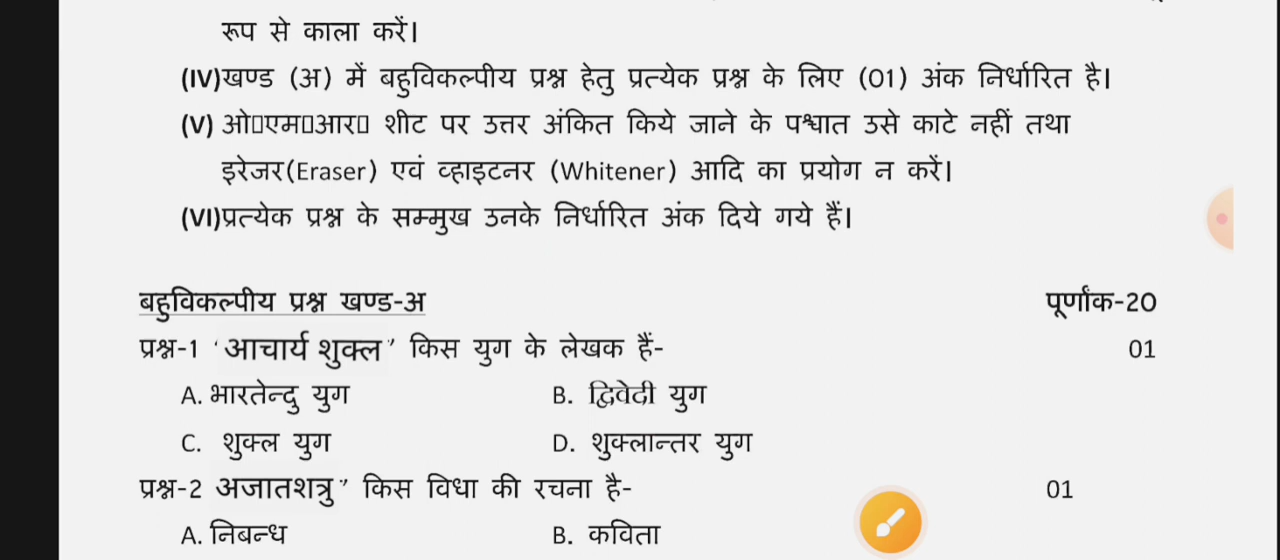 रूप से काला करें।
(IV)खण्ड (अ) में बहुविकल्पीय प्रश्न हेतु प्रत्येक प्रश्न के लिए (01) अंक निर्धारित है।
(V) ओ▯एम▯आर▯ शीट पर उत्तर अंकित किये जाने के पश्चात उसे काटे नहीं तथा
इरेजर(Eraser) एवं व्हाइटनर (Whitener) आदि का प्रयोग न करें।
(VI)प्रत्येक प्रश्न के सम्मुख उनके निर्धारित अंक दिये गये हैं।
बहुविकल्पीय प्रश्न खण्ड-अ पूर्णांक-20
प्रश्न-1 ‘आचार्य शुक्ल” किस युग के लेखक हैं- 01
A. भारतेन्दु युग B. द्विवेदी युग
C. शुक्ल युग D. शुक्लान्तर युग
प्रश्न-2 अजातशत्रु” किस विधा की रचना है- 01
A. निबन्ध B. कविता